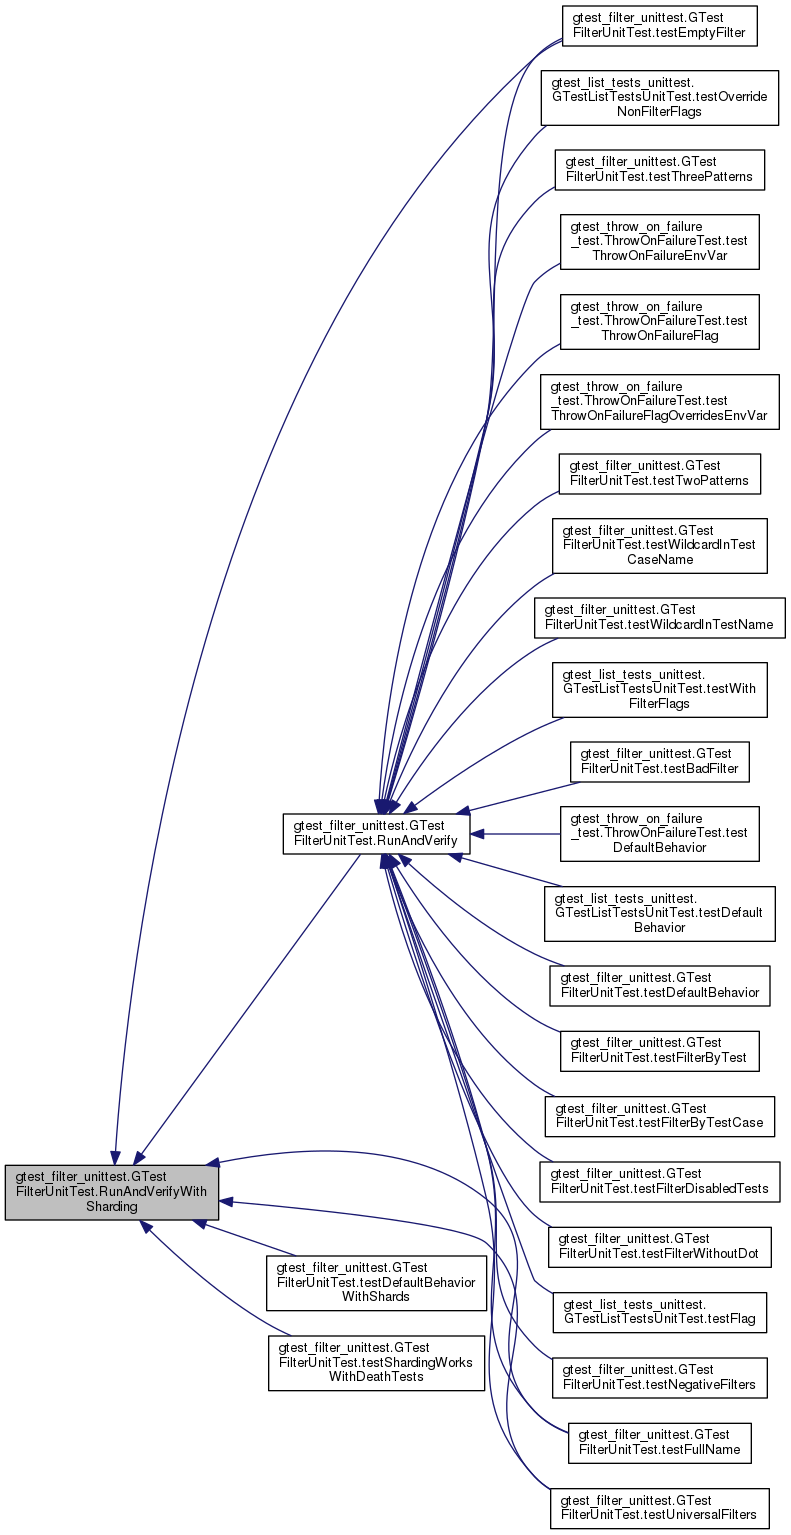 gtest_filter_unittest.GTest
FilterUnitTest.testEmptyFilter
gtest_list_tests_unittest.
GTestListTestsUnitTest.testOverride
NonFilterFlags
gtest_filter_unittest.GTest
FilterUnitTest.testThreePatterns
gtest_throw_on_failure
_test.ThrowOnFailureTest.test
ThrowOnFailureEnvVar
gtest_throw_on_failure
_test.ThrowOnFailureTest.test
ThrowOnFailureFlag
gtest_throw_on_failure
_test.ThrowOnFailureTest.test
ThrowOnFailureFlagOverridesEnvVar
gtest_filter_unittest.GTest
FilterUnitTest.testTwoPatterns
gtest_filter_unittest.GTest
FilterUnitTest.testWildcardInTest
CaseName
gtest_filter_unittest.GTest
FilterUnitTest.testWildcardInTestName
gtest_list_tests_unittest.
GTestListTestsUnitTest.testWith
FilterFlags
gtest_filter_unittest.GTest
FilterUnitTest.testBadFilter
gtest_filter_unittest.GTest
FilterUnitTest.RunAndVerify
gtest_throw_on_failure
_test.ThrowOnFailureTest.test
DefaultBehavior
gtest_list_tests_unittest.
GTestListTestsUnitTest.testDefault
Behavior
gtest_filter_unittest.GTest
FilterUnitTest.testDefaultBehavior
gtest_filter_unittest.GTest
FilterUnitTest.testFilterByTest
gtest_filter_unittest.GTest
FilterUnitTest.testFilterByTestCase
gtest_filter_unittest.GTest
FilterUnitTest.testFilterDisabledTests
gtest_filter_unittest.GTest
FilterUnitTest.RunAndVerifyWith
Sharding
gtest_filter_unittest.GTest
FilterUnitTest.testFilterWithoutDot
gtest_filter_unittest.GTest
FilterUnitTest.testDefaultBehavior
WithShards
gtest_list_tests_unittest.
GTestListTestsUnitTest.testFlag
gtest_filter_unittest.GTest
FilterUnitTest.testShardingWorks
WithDeathTests
gtest_filter_unittest.GTest
FilterUnitTest.testNegativeFilters
gtest_filter_unittest.GTest
FilterUnitTest.testFullName
gtest_filter_unittest.GTest
FilterUnitTest.testUniversalFilters